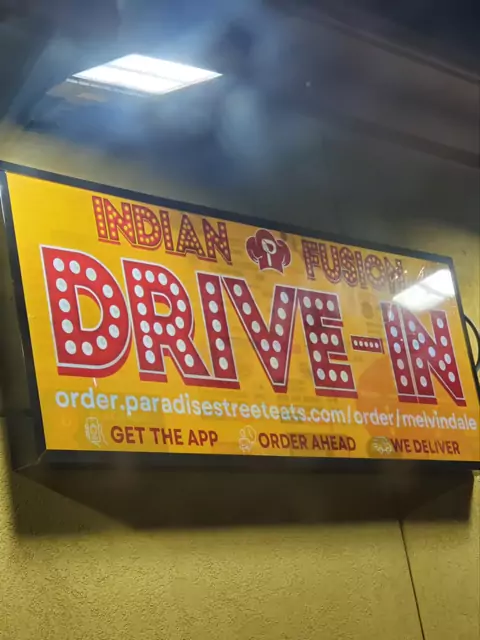 INDIAN P FUSION
DRIVE-IN
order.paradisestreeteats.com/order/melvindale
GET THE APP ORDER AHEAD WE DELIVER